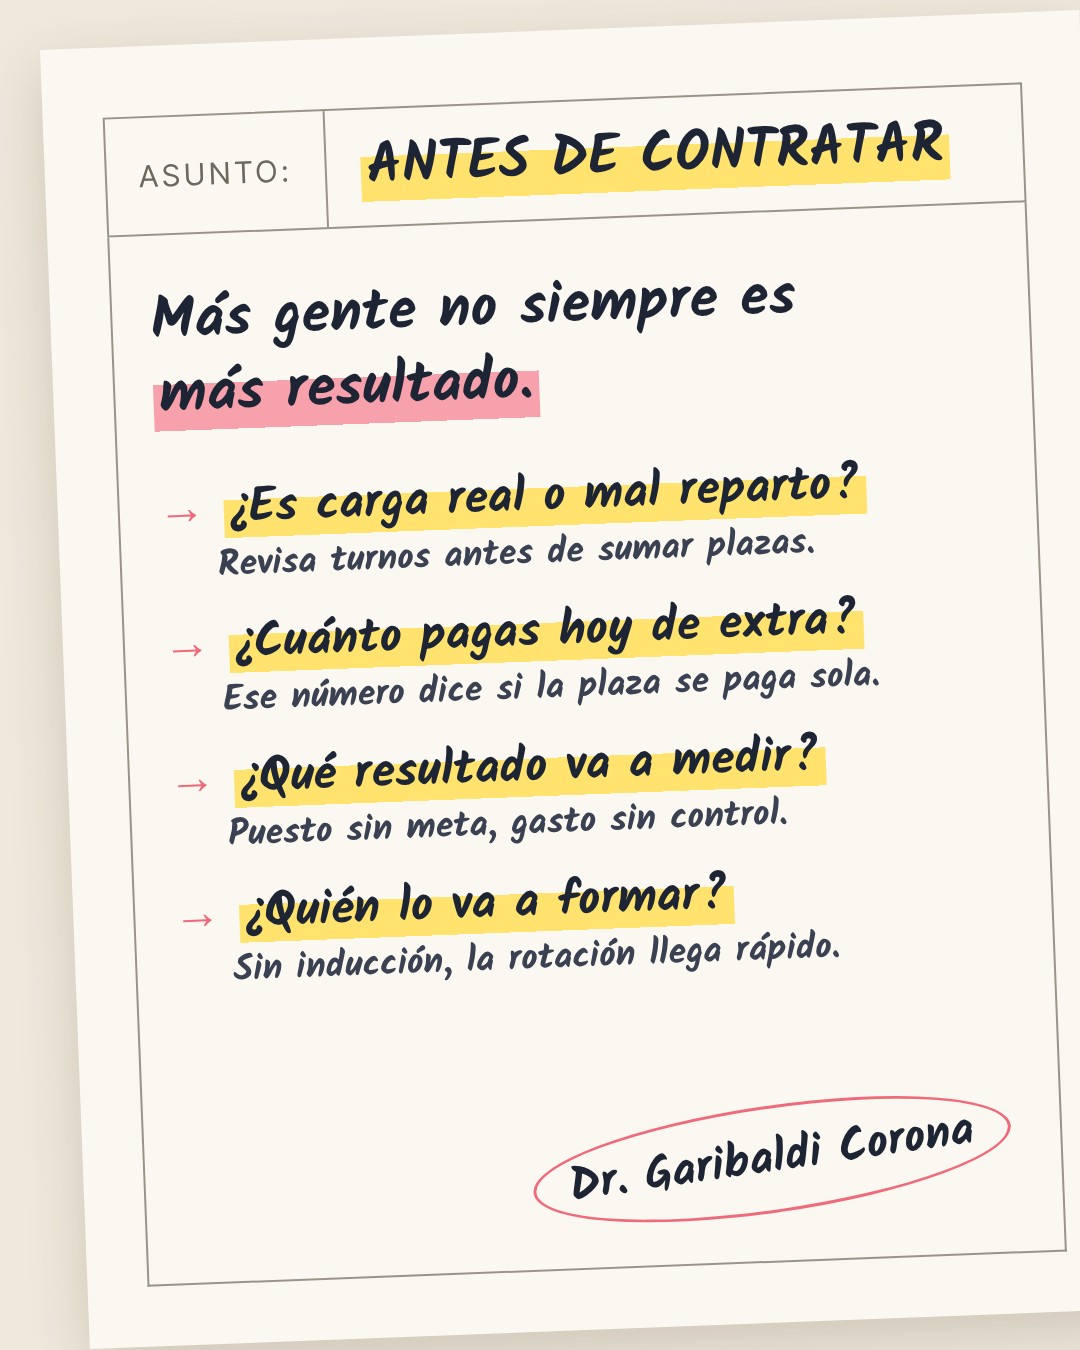 ASUNTO:
ANTES DE CONTRATAR
Más gente no siempre es
más resultado.
→ ¿Es carga real o mal reparto?
Revisa turnos antes de sumar plazas.
→ ¿Cuánto pagas hoy de extra?
Ese número dice si la plaza se paga sola.
→ ¿Qué resultado va a medir?
Puesto sin meta, gasto sin control.
→ ¿Quién lo va a formar?
Sin inducción, la rotación llega rápido.
Dr. Garibaldi Corona